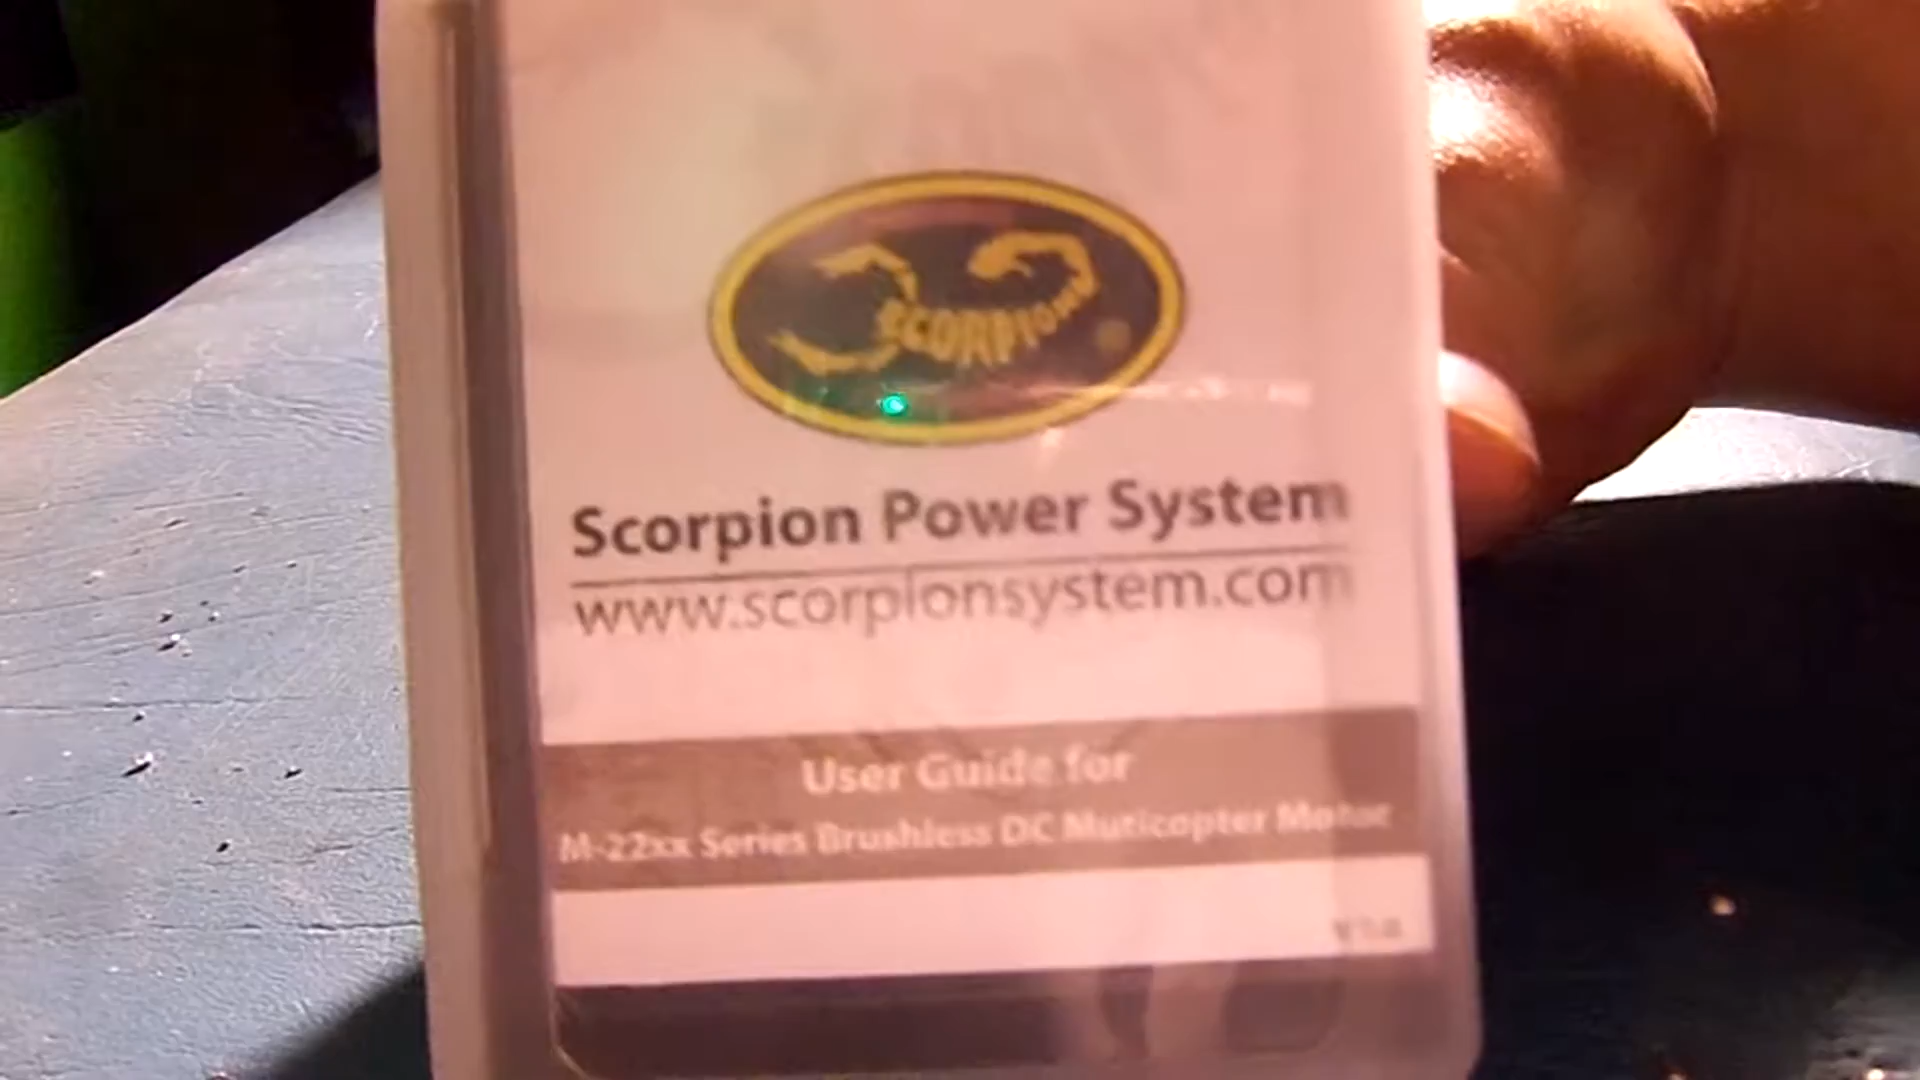 SCORPION
Scorpion Power System
www.scorpionsystem.com
User Guide for
M-22xx Series Brushless DC Muticopter Motor